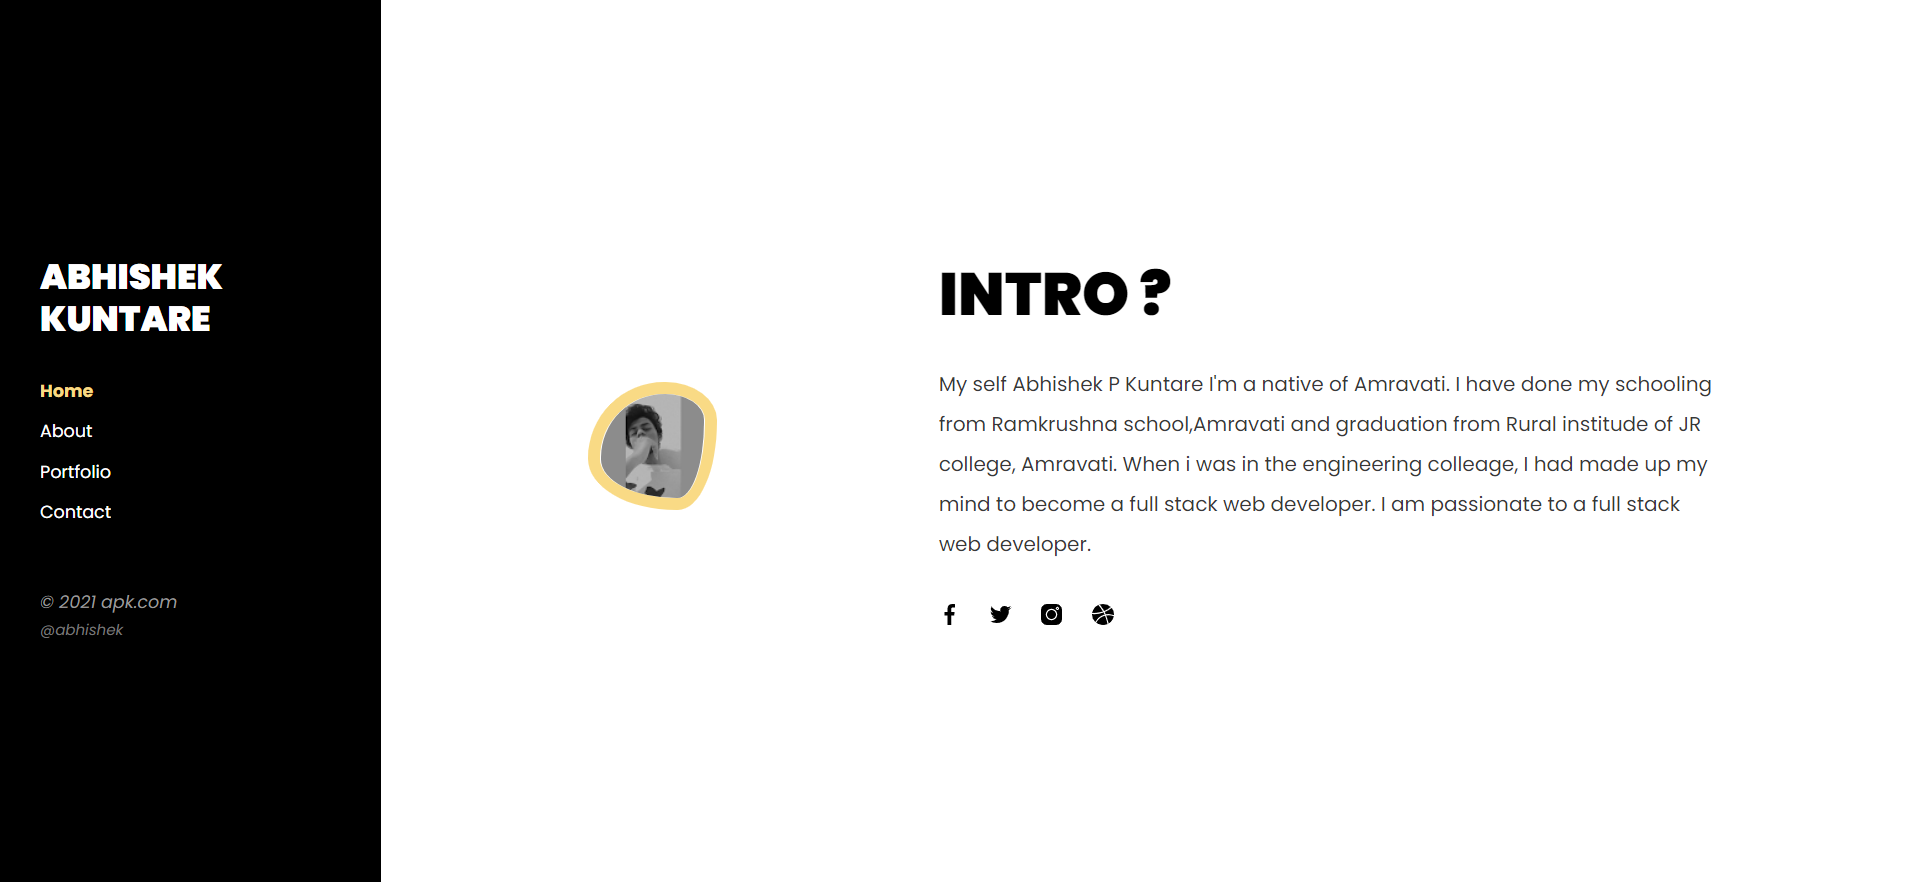 ABHISHEK
KUNTARE
Home
About
Portfolio
Contact
© 2021 apk.com
@abhishek
INTRO ?
My self Abhishek P Kuntare I'm a native of Amravati. I have done my schooling
from Ramkrushna school,Amravati and graduation from Rural institude of JR
college, Amravati. When i was in the engineering colleage, I had made up my
mind to become a full stack web developer. I am passionate to a full stack
web developer.